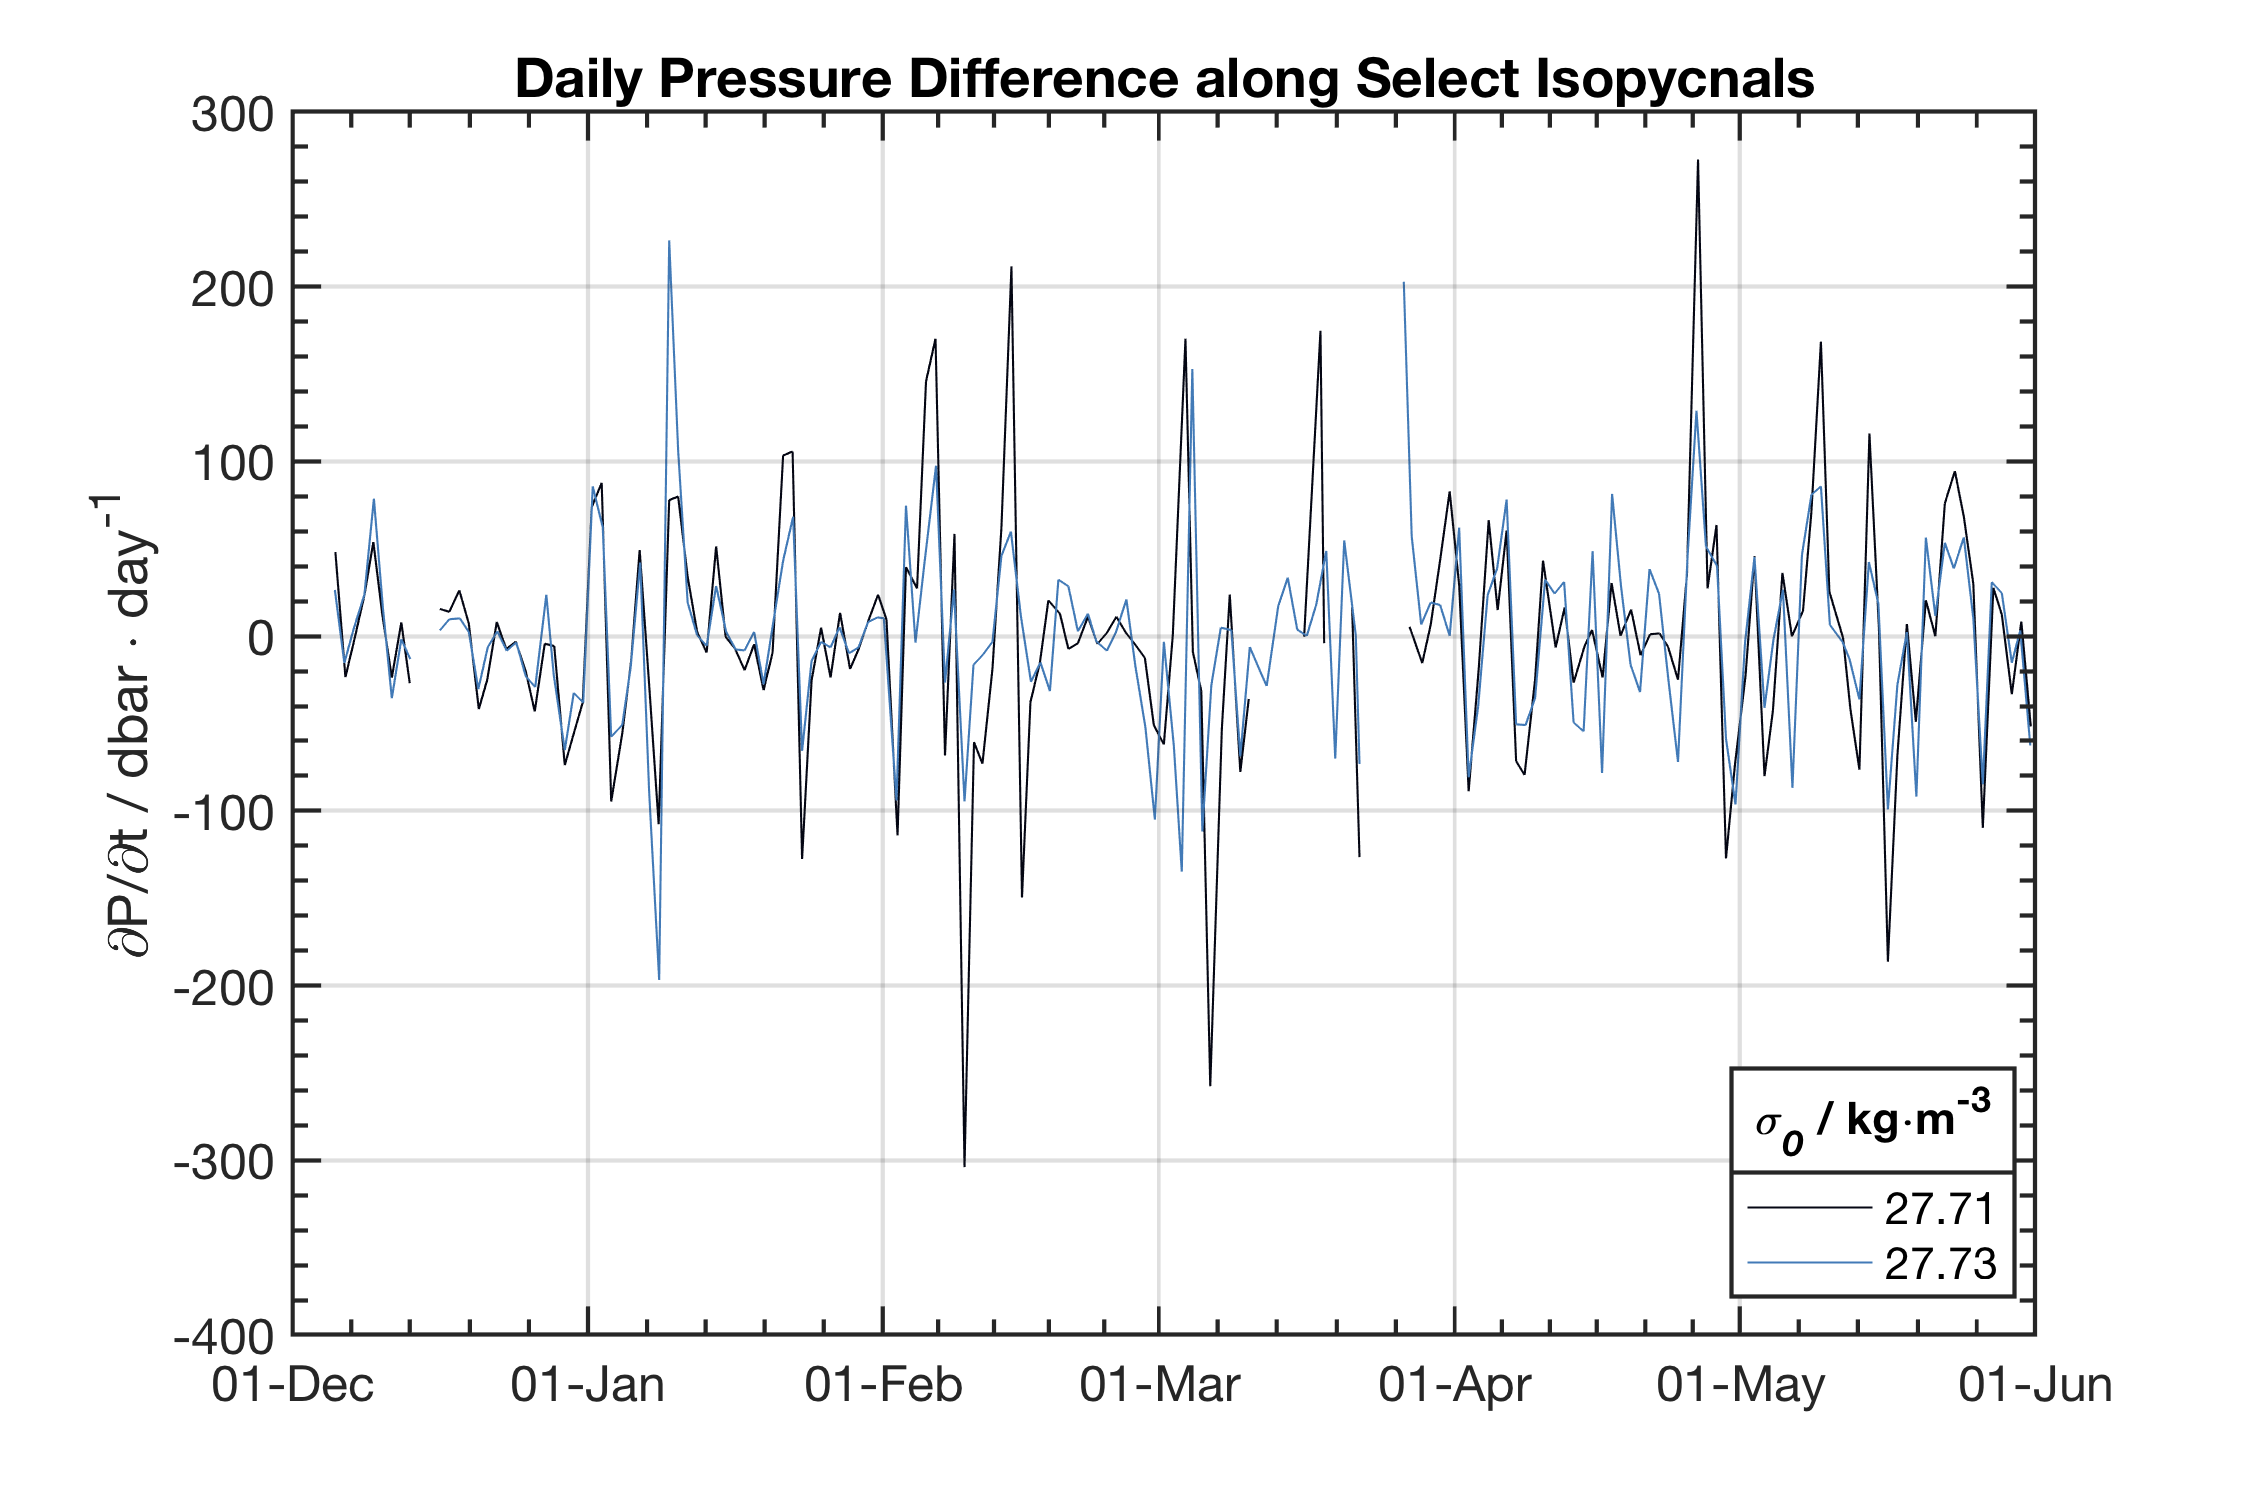 Daily Pressure Difference along Select Isopycnals
300
200
100
0
-100
-200
-300
-400
∂P/∂t / dbar · day⁻¹
01-Dec
01-Jan
01-Feb
01-Mar
01-Apr
01-May
01-Jun
σ₀ / kg·m⁻³
27.71
27.73